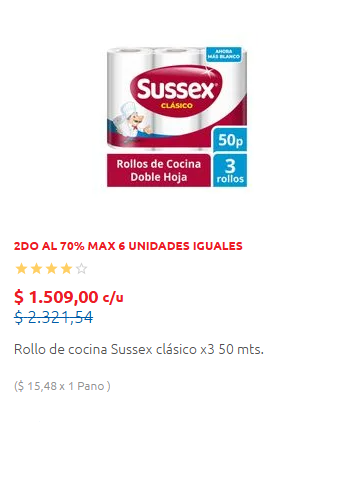 AHORA
MÁS BLANCO
Sussex
CLÁSICO
50p
Rollos de Cocina
Doble Hoja
3
rollos
2DO AL 70% MAX 6 UNIDADES IGUALES
$ 1.509,00 c/u
$ 2.321,54
Rollo de cocina Sussex clásico x3 50 mts.
($ 15,48 x 1 Pano )